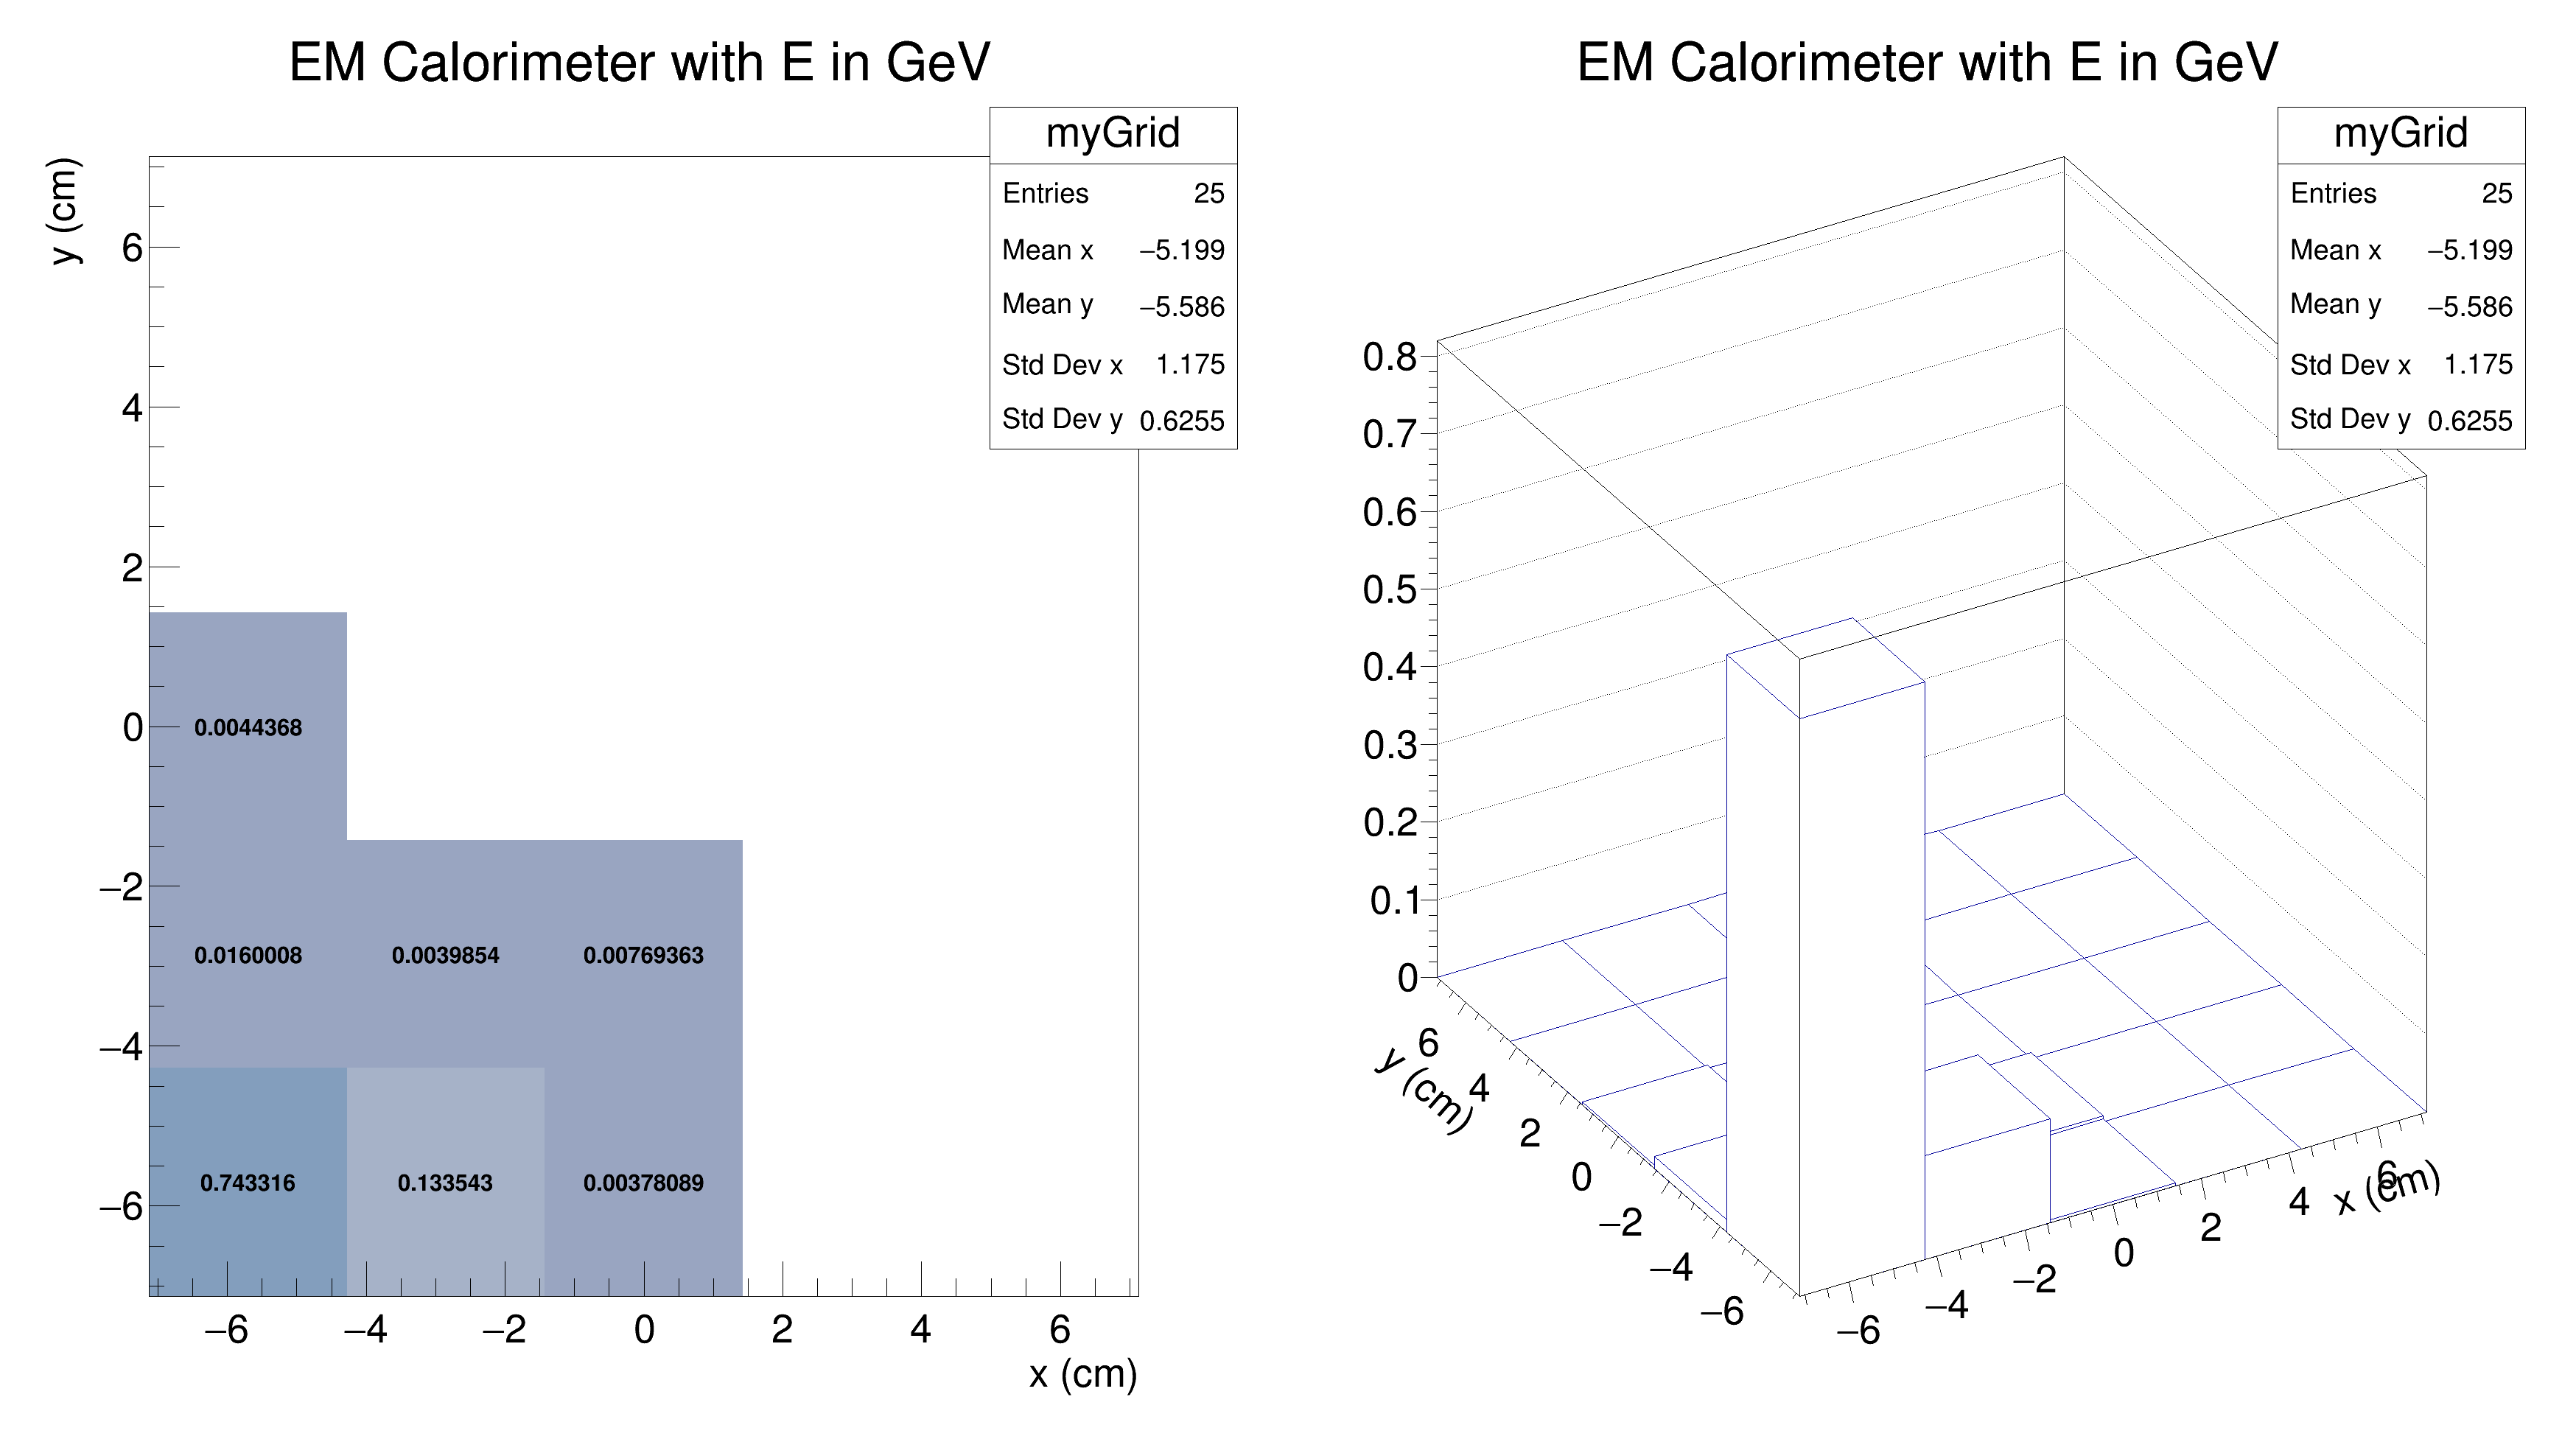 EM Calorimeter with E in GeV
myGrid
Entries 25
Mean x −5.199
Mean y −5.586
Std Dev x 1.175
Std Dev y 0.6255
y (cm)
6
4
2
0
−2
−4
−6
0.0044368
0.0160008 0.0039854 0.00769363
0.743316 0.133543 0.00378089
−6 −4 −2 0 2 4 6
x (cm)
EM Calorimeter with E in GeV
myGrid
Entries 25
Mean x −5.199
Mean y −5.586
Std Dev x 1.175
Std Dev y 0.6255
0.8
0.7
0.6
0.5
0.4
0.3
0.2
0.1
0
y (cm)
6
4
2
0
−2
−4
−6
−6
−4
−2
0
2
4
6
x (cm)